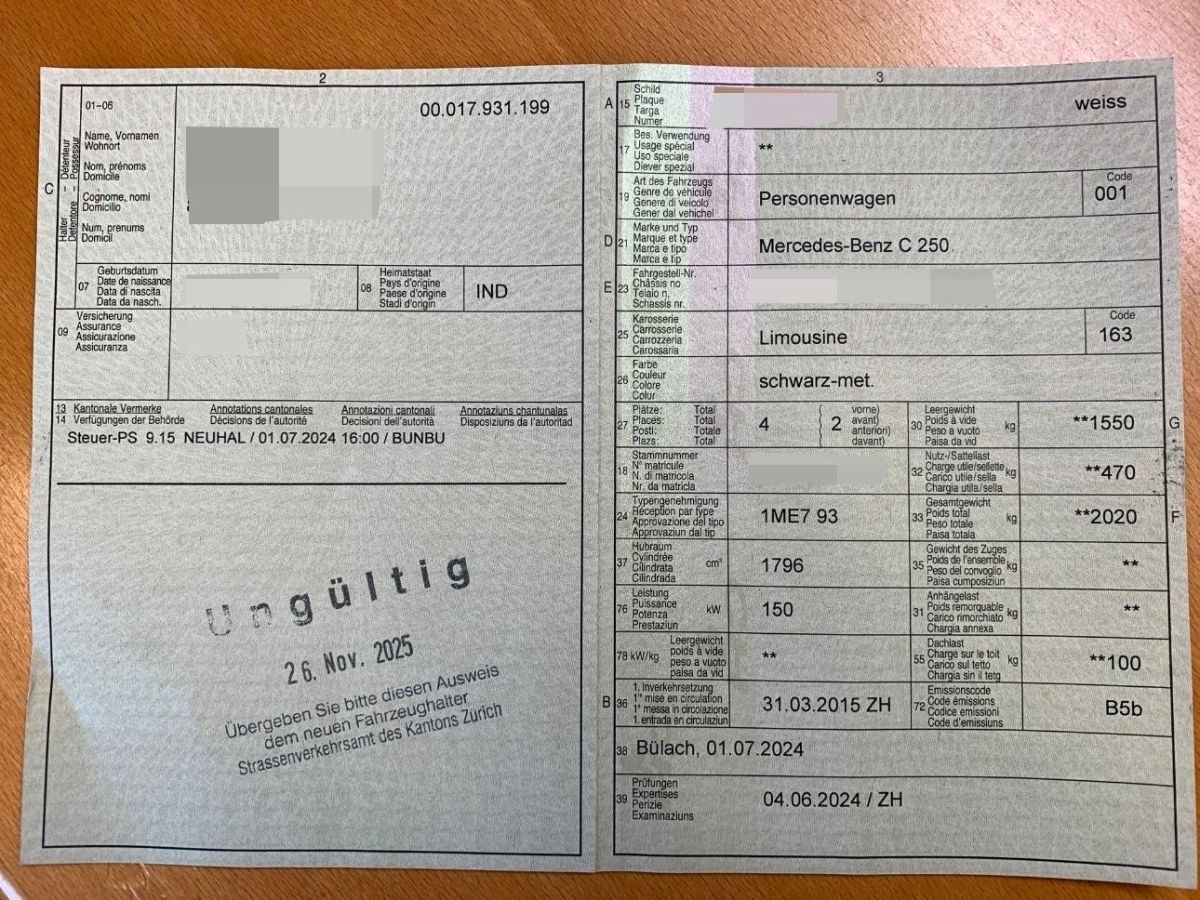 2
01-06
00.017.931.199
C
Halter – Détenteur
Detentore – Possessur
Name, Vornamen
Wohnort
Nom, prénoms
Domicile
Cognome, nomi
Domicilio
Num, prenums
Domicil
07
Geburtsdatum
Date de naissance
Data di nascita
Data da nasch.
08
Heimatstaat
Pays d'origine
Paese d'origine
Stadi d'origin
IND
09
Versicherung
Assurance
Assicurazione
Assicuranza
13 Kantonale Vermerke Annotations cantonales Annotazioni cantonali Annotaziuns chantunalas
14 Verfügungen der Behörde Décisions de l'autorité Decisioni dell'autorità Disposiziuns da l'autoritad
Steuer-PS 9.15 NEUHAL / 01.07.2024 16:00 / BUNBU
Ungültig
26. Nov. 2025
Übergeben Sie bitte diesen Ausweis
dem neuen Fahrzeughalter
Strassenverkehrsamt des Kantons Zürich
3
A 15
Schild
Plaque
Targa
Numer
weiss
17
Bes. Verwendung
Usage spécial
Uso speciale
Diever spezial
**
19
Art des Fahrzeugs
Genre de véhicule
Genere di veicolo
Gener dal vehichel
Personenwagen
Code
001
D 21
Marke und Typ
Marque et type
Marca e tipo
Marca e tip
Mercedes-Benz C 250
E 23
Fahrgestell-Nr.
Châssis no
Telaio n.
Schassis nr.
25
Karosserie
Carrosserie
Carrozzeria
Carossaria
Limousine
Code
163
26
Farbe
Couleur
Colore
Colur
schwarz-met.
27
Plätze: Total
Places: Total
Posti: Totale
Plazs: Total
4
2
vorne)
avant)
anteriori)
davant)
30
Leergewicht
Poids à vide
Peso a vuoto
Paisa da vid
kg
**1550
G
18
Stammnummer
N° matricule
N. di matricola
Nr. da matricla
32
Nutz-/Sattellast
Charge utile/sellette
Carico utile/sella
Chargia utila/sella
kg
**470
24
Typengenehmigung
Réception par type
Approvazione del tipo
Approvaziun dal tip
1ME7 93
33
Gesamtgewicht
Poids total
Peso totale
Paisa totala
kg
**2020
F
37
Hubraum
Cylindrée
Cilindrata
Cilindrada
cm³
1796
35
Gewicht des Zuges
Poids de l'ensemble
Peso del convoglio
Paisa cumposiziun
kg
**
76
Leistung
Puissance
Potenza
Prestaziun
kW
150
31
Anhängelast
Poids remorquable
Carico rimorchiato
Chargia annexa
kg
**
78 kW/kg
Leergewicht
poids à vide
peso a vuoto
paisa da vid
**
55
Dachlast
Charge sur le toit
Carico sul tetto
Chargia sin il tetg
kg
**100
B 36
1. Inverkehrsetzung
1re mise en circulation
1a messa in circolazione
1. entrada en circulaziun
31.03.2015 ZH
72
Emissionscode
Code émissions
Codice emissioni
Code d'emissiuns
B5b
38 Bülach, 01.07.2024
39
Prüfungen
Expertises
Perizie
Examinaziuns
04.06.2024 / ZH